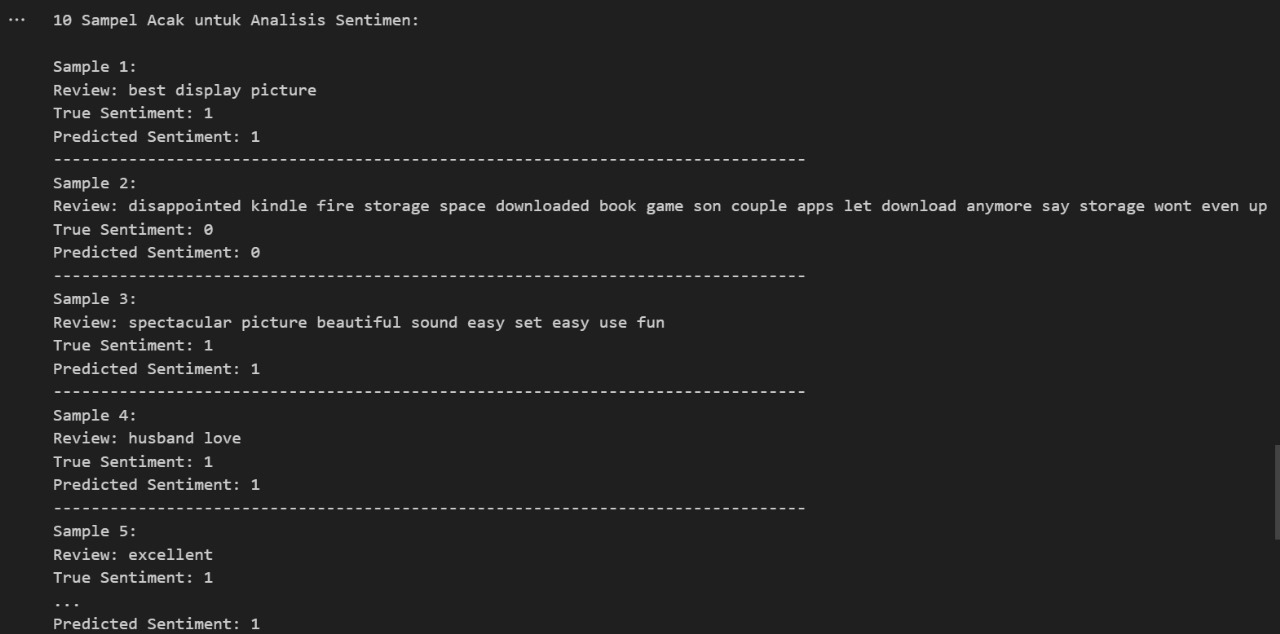 ...
10 Sampel Acak untuk Analisis Sentimen:
Sample 1:
Review: best display picture
True Sentiment: 1
Predicted Sentiment: 1
--------------------------------------------------------------------------------
Sample 2:
Review: disappointed kindle fire storage space downloaded book game son couple apps let download anymore say storage wont even up
True Sentiment: 0
Predicted Sentiment: 0
--------------------------------------------------------------------------------
Sample 3:
Review: spectacular picture beautiful sound easy set easy use fun
True Sentiment: 1
Predicted Sentiment: 1
--------------------------------------------------------------------------------
Sample 4:
Review: husband love
True Sentiment: 1
Predicted Sentiment: 1
--------------------------------------------------------------------------------
Sample 5:
Review: excellent
True Sentiment: 1
...
Predicted Sentiment: 1